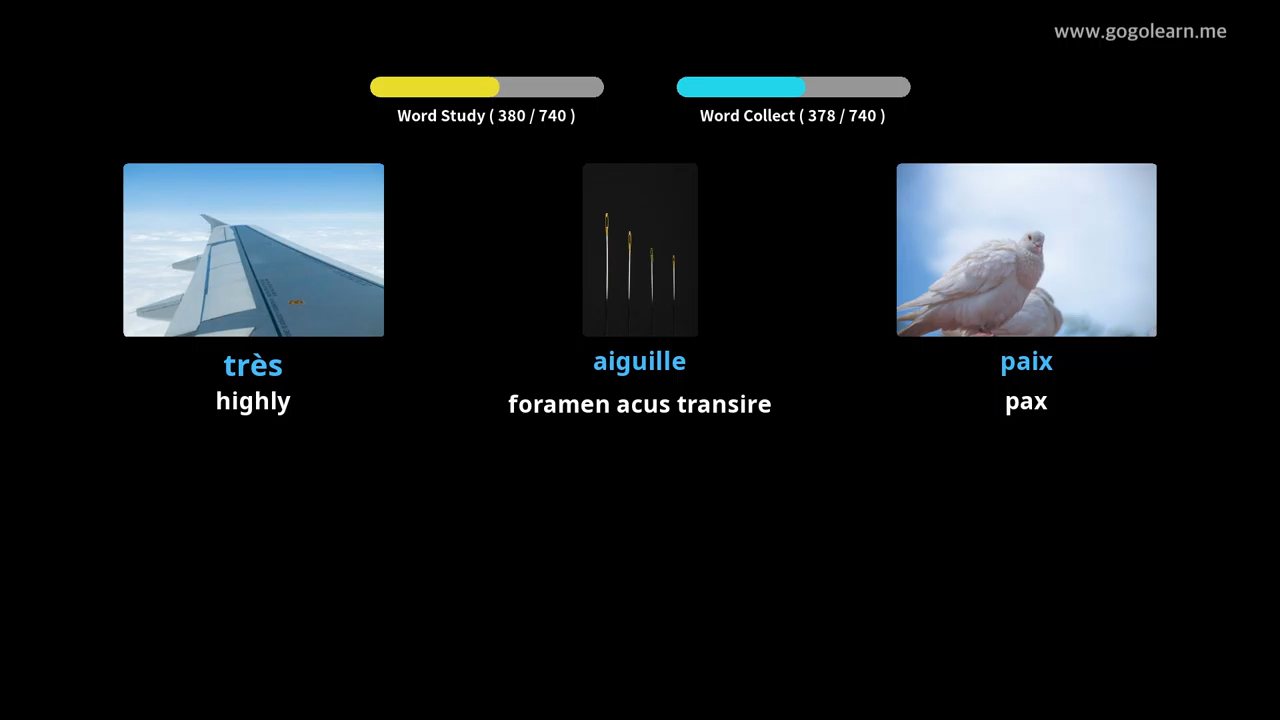 www.gogolearn.me
Word Study ( 380 / 740 )
Word Collect ( 378 / 740 )
très
highly
aiguille
foramen acus transire
paix
pax